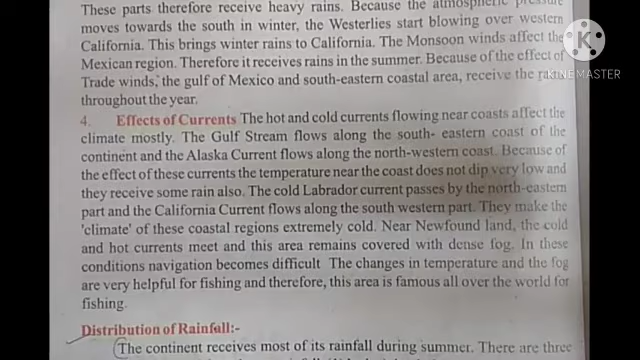 These parts therefore receive heavy rains. Because the atmospheric pressure
moves towards the south in winter, the Westerlies start blowing over western
California. This brings winter rains to California. The Monsoon winds affect the
Mexican region. Therefore it receives rains in the summer. Because of the effect of
Trade winds, the gulf of Mexico and south-eastern coastal area, receive the rain
throughout the year.
4. Effects of Currents The hot and cold currents flowing near coasts affect the
climate mostly. The Gulf Stream flows along the south- eastern coast of the
continent and the Alaska Current flows along the north-western coast. Because of
the effect of these currents the temperature near the coast does not dip very low and
they receive some rain also. The cold Labrador current passes by the north-eastern
part and the California Current flows along the south western part. They make the
'climate' of these coastal regions extremely cold. Near Newfound land, the cold
and hot currents meet and this area remains covered with dense fog. In these
conditions navigation becomes difficult The changes in temperature and the fog
are very helpful for fishing and therefore, this area is famous all over the world for
fishing.
Distribution of Rainfall:-
The continent receives most of its rainfall during summer. There are three
KINEMASTER